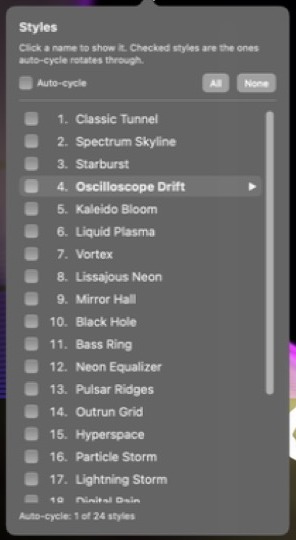 Styles
Click a name to show it. Checked styles are the ones
auto-cycle rotates through.
Auto-cycle All None
1. Classic Tunnel
2. Spectrum Skyline
3. Starburst
4. Oscilloscope Drift
5. Kaleido Bloom
6. Liquid Plasma
7. Vortex
8. Lissajous Neon
9. Mirror Hall
10. Black Hole
11. Bass Ring
12. Neon Equalizer
13. Pulsar Ridges
14. Outrun Grid
15. Hyperspace
16. Particle Storm
17. Lightning Storm
18. Digital Rain
Auto-cycle: 1 of 24 styles